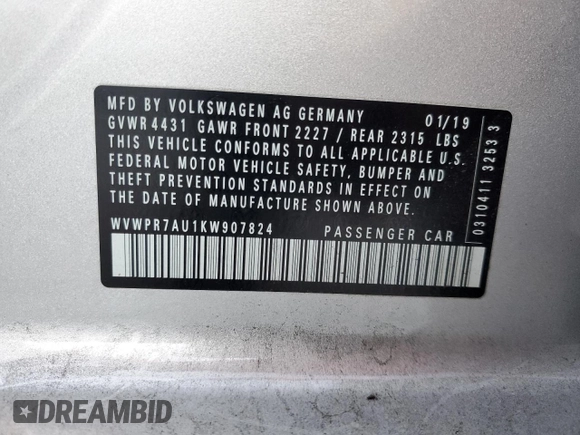 MFD BY VOLKSWAGEN AG GERMANY 01/19
GVWR 4431 GAWR FRONT 2227 / REAR 2315 LBS
THIS VEHICLE CONFORMS TO ALL APPLICABLE U.S.
FEDERAL MOTOR VEHICLE SAFETY, BUMPER AND
THEFT PREVENTION STANDARDS IN EFFECT ON
THE DATE OF MANUFACTURE SHOWN ABOVE.
WVWPR7AU1KW907824 PASSENGER CAR
0310411 3253 3
DREAMBID